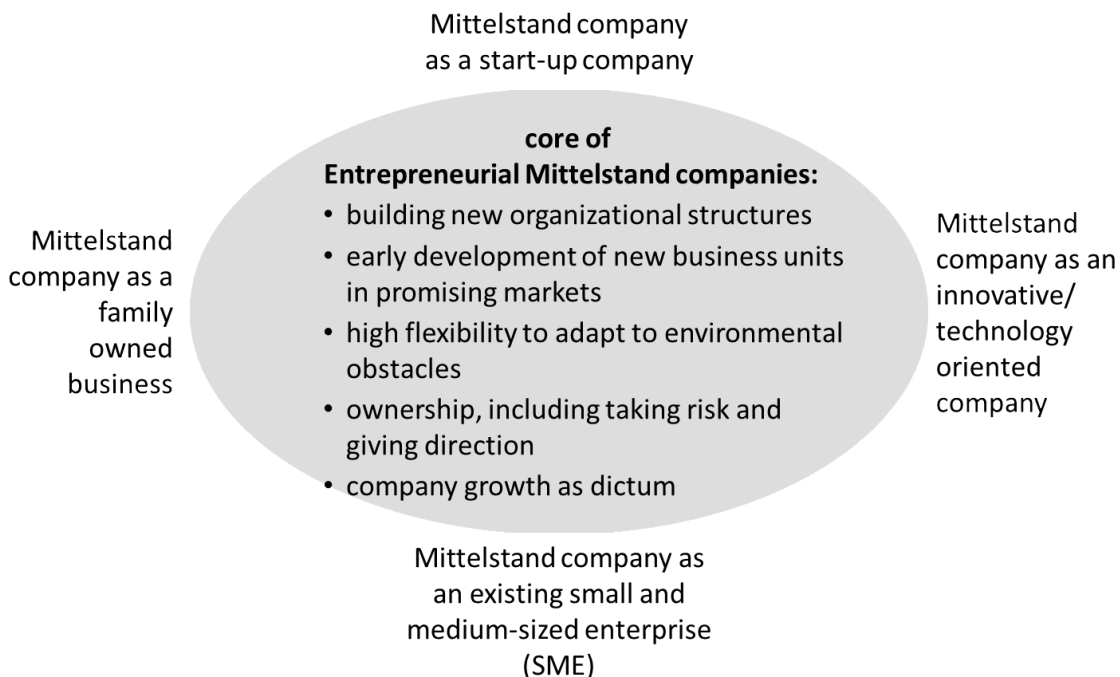 Mittelstand company
as a start-up company
core of
Entrepreneurial Mittelstand companies:
• building new organizational structures
• early development of new business units
in promising markets
• high flexibility to adapt to environmental
obstacles
• ownership, including taking risk and
giving direction
• company growth as dictum
Mittelstand
company as a
family
owned
business
Mittelstand
company as an
innovative/
technology
oriented
company
Mittelstand company as
an existing small and
medium-sized enterprise
(SME)